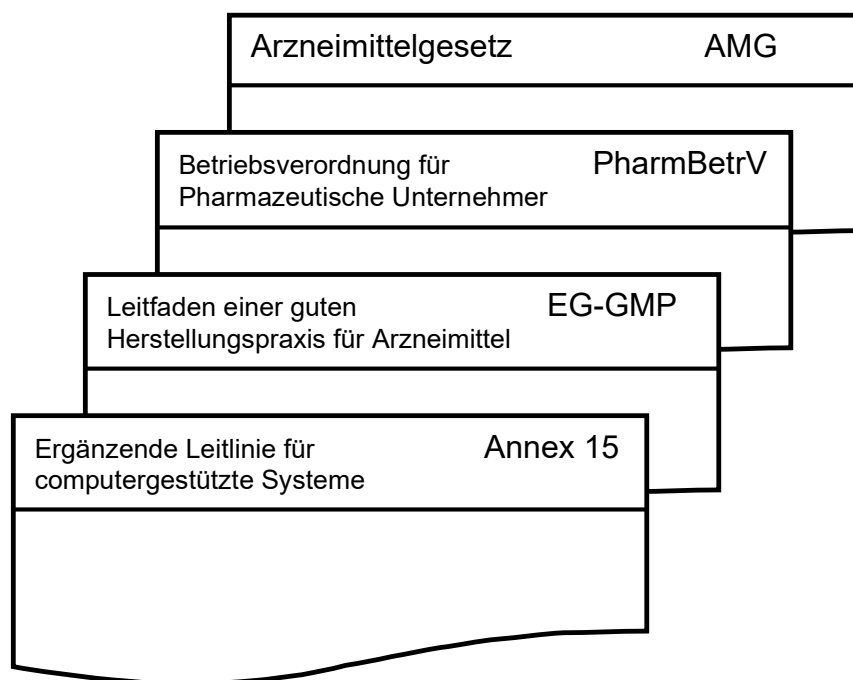 Arzneimittelgesetz AMG
Betriebsverordnung für PharmBetrV
Pharmazeutische Unternehmer
Leitfaden einer guten EG-GMP
Herstellungspraxis für Arzneimittel
Ergänzende Leitlinie für Annex 15
computergestützte Systeme